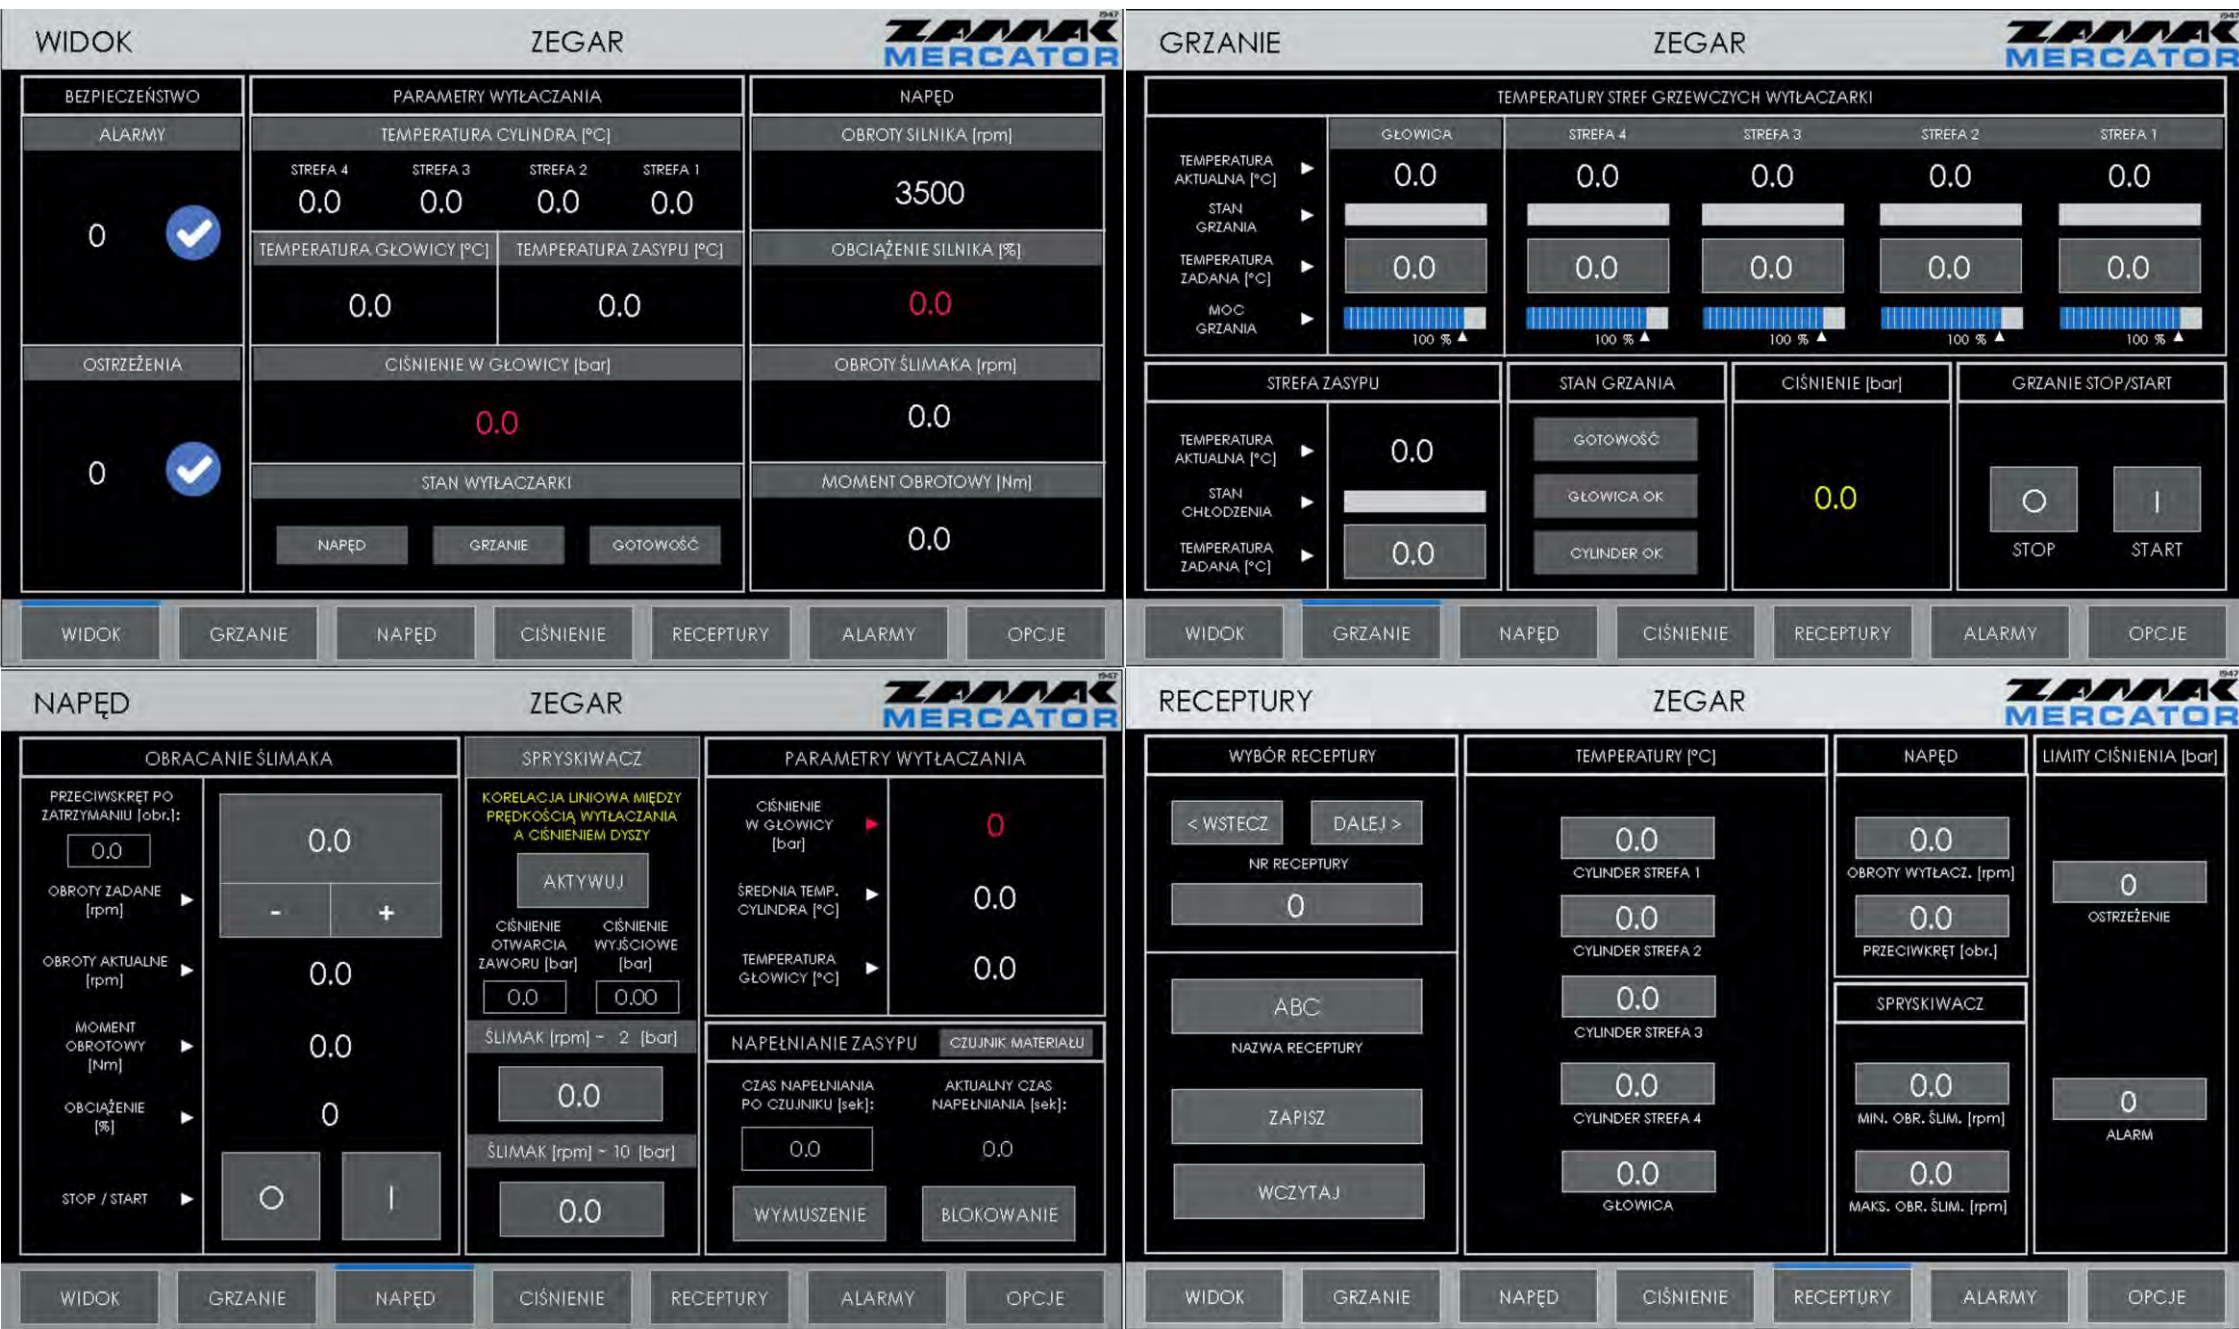 WIDOK
ZEGAR
1947
ZAMAK
MERCATOR
BEZPIECZEŃSTWO
ALARMY
0
OSTRZEŻENIA
0
PARAMETRY WYTŁACZANIA
TEMPERATURA CYLINDRA [°C]
STREFA 4 STREFA 3 STREFA 2 STREFA 1
0.0 0.0 0.0 0.0
TEMPERATURA GŁOWICY [°C] TEMPERATURA ZASYPU [°C]
0.0 0.0
CIŚNIENIE W GŁOWICY [bar]
0.0
STAN WYTŁACZARKI
NAPĘD GRZANIE GOTOWOŚĆ
NAPĘD
OBROTY SILNIKA [rpm]
3500
OBCIĄŻENIE SILNIKA [%]
0.0
OBROTY ŚLIMAKA [rpm]
0.0
MOMENT OBROTOWY [Nm]
0.0
WIDOK GRZANIE NAPĘD CIŚNIENIE RECEPTURY ALARMY OPCJE
GRZANIE
ZEGAR
1947
ZAMAK
MERCATOR
TEMPERATURY STREF GRZEWCZYCH WYTŁACZARKI
GŁOWICA STREFA 4 STREFA 3 STREFA 2 STREFA 1
TEMPERATURA
AKTUALNA [°C]
0.0 0.0 0.0 0.0 0.0
STAN
GRZANIA
TEMPERATURA
ZADANA [°C]
0.0 0.0 0.0 0.0 0.0
MOC
GRZANIA
100 % 100 % 100 % 100 % 100 %
STREFA ZASYPU
TEMPERATURA
AKTUALNA [°C]
0.0
STAN
CHŁODZENIA
TEMPERATURA
ZADANA [°C]
0.0
STAN GRZANIA
GOTOWOŚĆ
GŁOWICA OK
CYLINDER OK
CIŚNIENIE [bar]
0.0
GRZANIE STOP/START
O I
STOP START
WIDOK GRZANIE NAPĘD CIŚNIENIE RECEPTURY ALARMY OPCJE
NAPĘD
ZEGAR
1947
ZAMAK
MERCATOR
OBRACANIE ŚLIMAKA
PRZECIWSKRĘT PO
ZATRZYMANIU [obr.]:
0.0
0.0
OBROTY ZADANE
[rpm]
- +
OBROTY AKTUALNE
[rpm]
0.0
MOMENT
OBROTOWY
[Nm]
0.0
OBCIĄŻENIE
[%]
0
STOP / START
O I
SPRYSKIWACZ
KORELACJA LINIOWA MIĘDZY
PRĘDKOŚCIĄ WYTŁACZANIA
A CIŚNIENIEM DYSZY
AKTYWUJ
CIŚNIENIE
OTWARCIA
ZAWORU [bar]
0.0
CIŚNIENIE
WYJŚCIOWE
[bar]
0.00
ŚLIMAK [rpm] ~ 2 [bar]
0.0
ŚLIMAK [rpm] ~ 10 [bar]
0.0
PARAMETRY WYTŁACZANIA
CIŚNIENIE
W GŁOWICY
[bar]
0
ŚREDNIA TEMP.
CYLINDRA [°C]
0.0
TEMPERATURA
GŁOWICY [°C]
0.0
NAPEŁNIANIE ZASYPU CZUJNIK MATERIAŁU
CZAS NAPEŁNIANIA
PO CZUJNIKU [sek]:
0.0
AKTUALNY CZAS
NAPEŁNIANIA [sek]:
0.0
WYMUSZENIE BLOKOWANIE
WIDOK GRZANIE NAPĘD CIŚNIENIE RECEPTURY ALARMY OPCJE
RECEPTURY
ZEGAR
1947
ZAMAK
MERCATOR
WYBÓR RECEPTURY
< WSTECZ DALEJ >
NR RECEPTURY
0
ABC
NAZWA RECEPTURY
ZAPISZ
WCZYTAJ
TEMPERATURY [°C]
0.0
CYLINDER STREFA 1
0.0
CYLINDER STREFA 2
0.0
CYLINDER STREFA 3
0.0
CYLINDER STREFA 4
0.0
GŁOWICA
NAPĘD
0.0
OBROTY WYTŁACZ. [rpm]
0.0
PRZECIWKRĘT [obr.]
SPRYSKIWACZ
0.0
MIN. OBR. ŚLIM. [rpm]
0.0
MAKS. OBR. ŚLIM. [rpm]
LIMITY CIŚNIENIA [bar]
0
OSTRZEŻENIE
0
ALARM
WIDOK GRZANIE NAPĘD CIŚNIENIE RECEPTURY ALARMY OPCJE